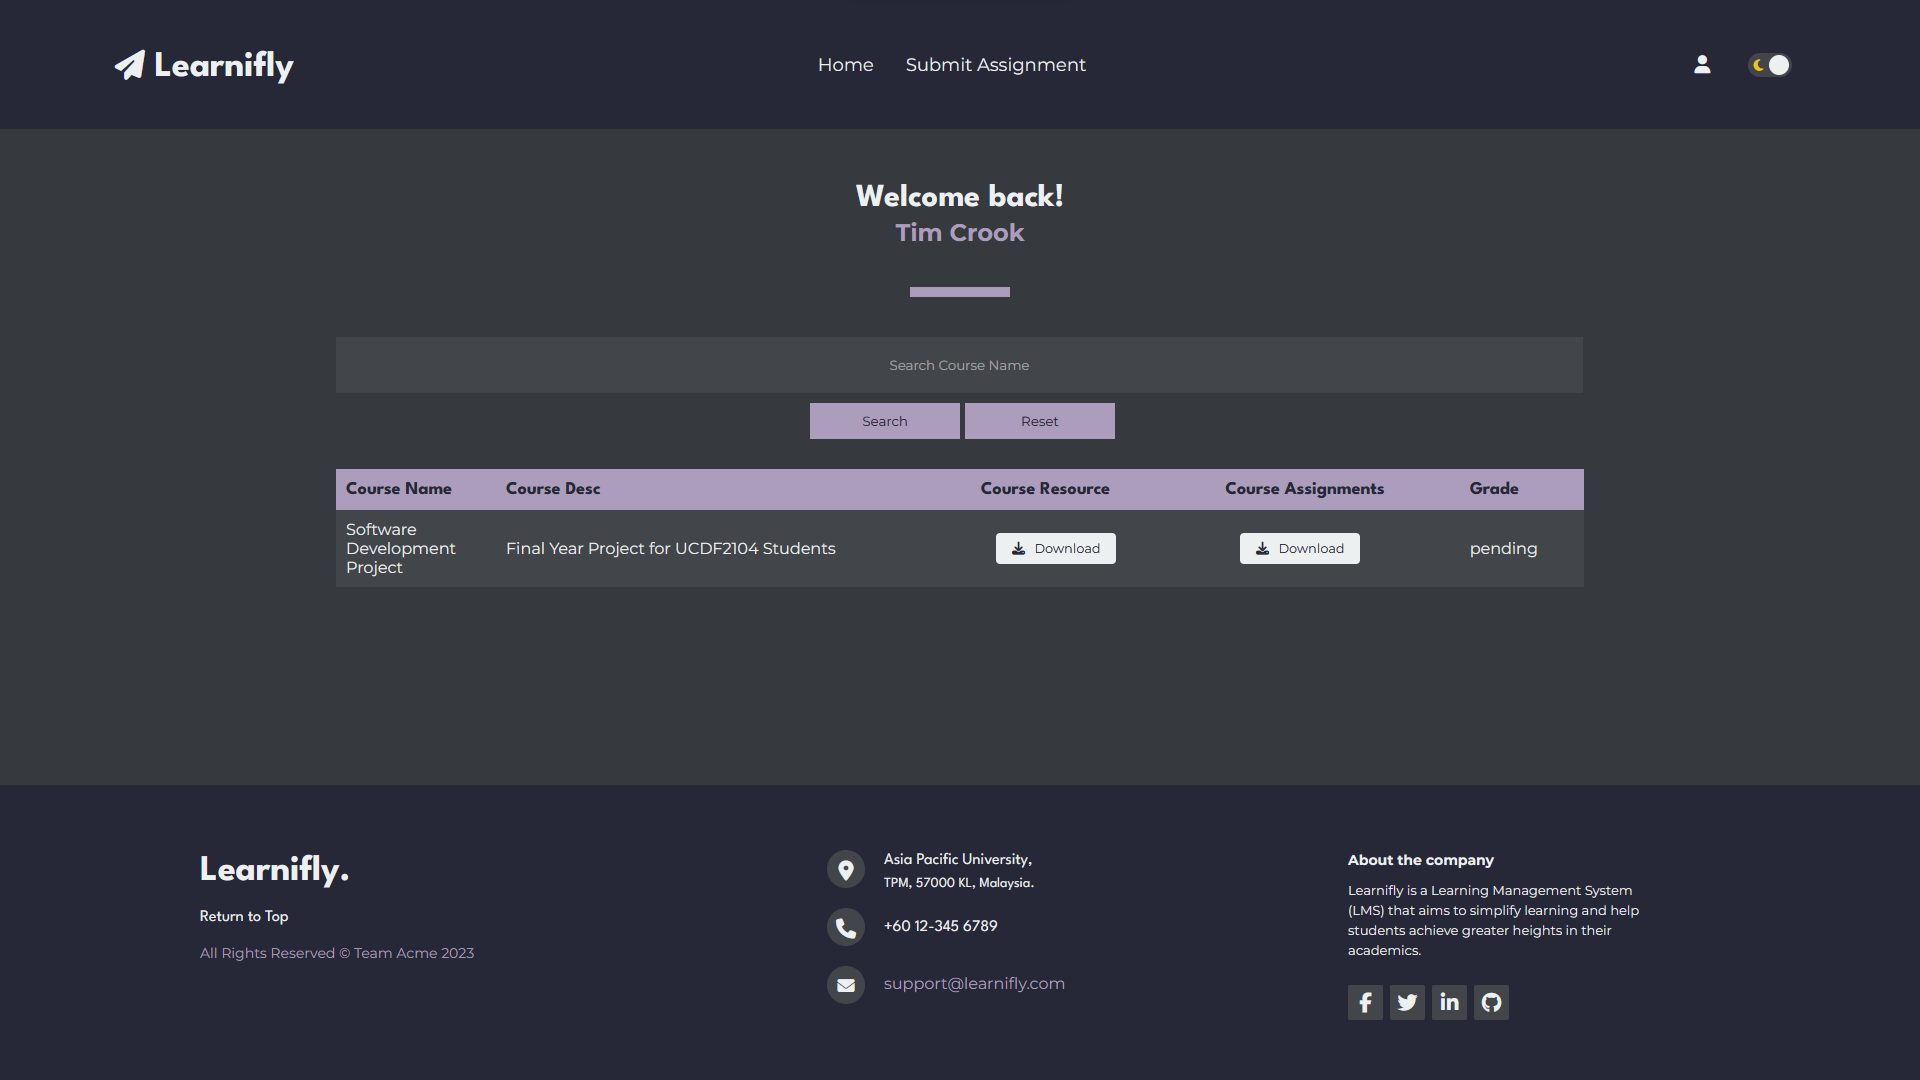 Learnifly
Home
Submit Assignment
Welcome back!
Tim Crook
Search Course Name
Search
Reset
Course Name
Course Desc
Course Resource
Course Assignments
Grade
Software
Development
Project
Final Year Project for UCDF2104 Students
Download
Download
pending
Learnifly.
Return to Top
All Rights Reserved © Team Acme 2023
Asia Pacific University,
TPM, 57000 KL, Malaysia.
+60 12-345 6789
support@learnifly.com
About the company
Learnifly is a Learning Management System
(LMS) that aims to simplify learning and help
students achieve greater heights in their
academics.